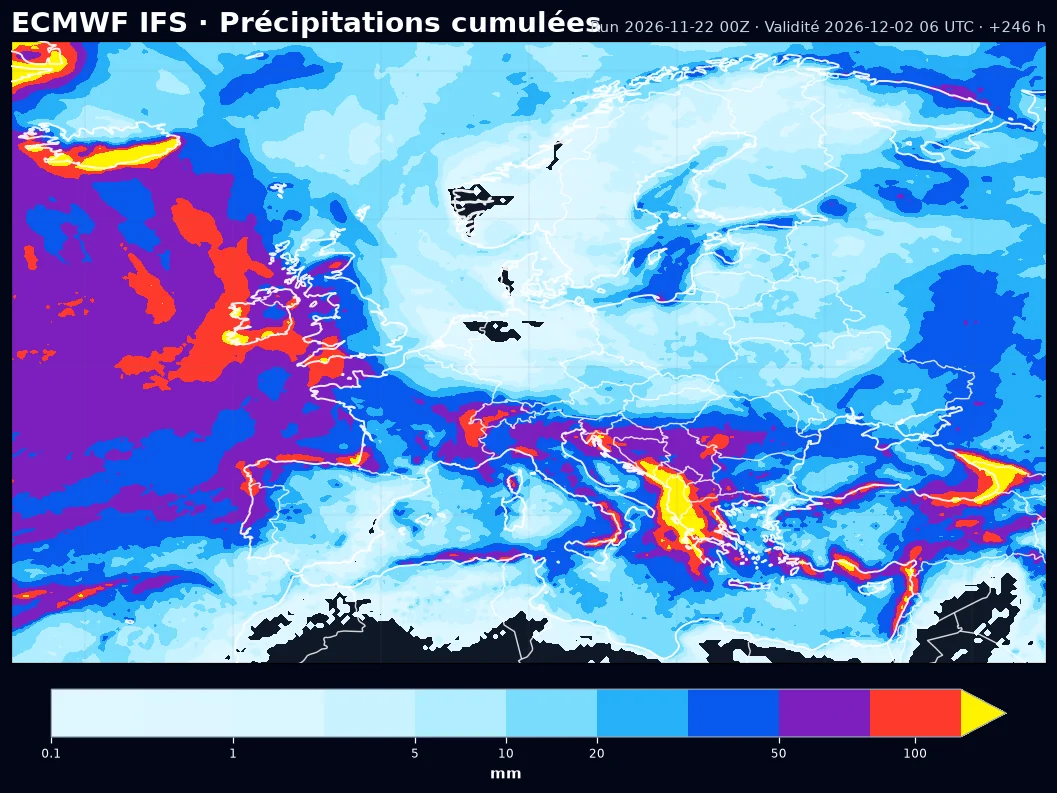 ECMWF IFS · Précipitations cumulées
Run 2026-11-22 00Z · Validité 2026-12-02 06 UTC · +246 h
0.1 1 5 10 20 50 100
mm